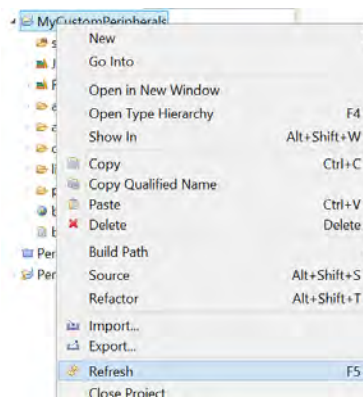 MyCustomPeripherals
New
Go Into
Open in New Window
Open Type Hierarchy F4
Show In Alt+Shift+W
Copy Ctrl+C
Copy Qualified Name
Paste Ctrl+V
Delete Delete
Build Path
Per
Source Alt+Shift+S
Per
Refactor Alt+Shift+T
Import...
Export...
Refresh F5
Close Project